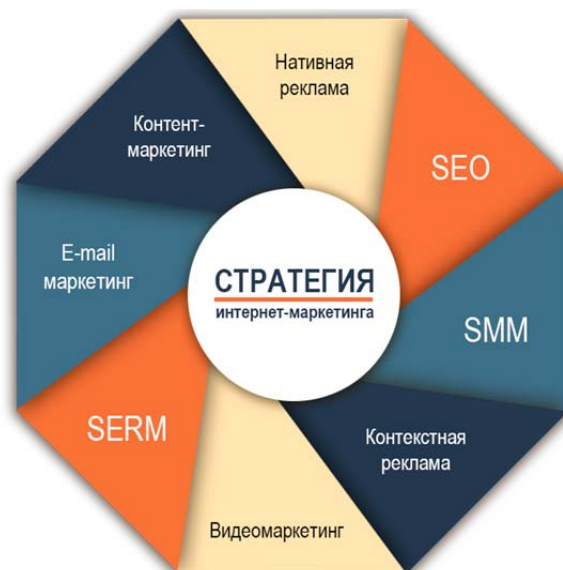 Нативная
реклама
SEO
SMM
Контекстная
реклама
Видеомаркетинг
SERM
E-mail
маркетинг
Контент-
маркетинг
СТРАТЕГИЯ
интернет-маркетинга